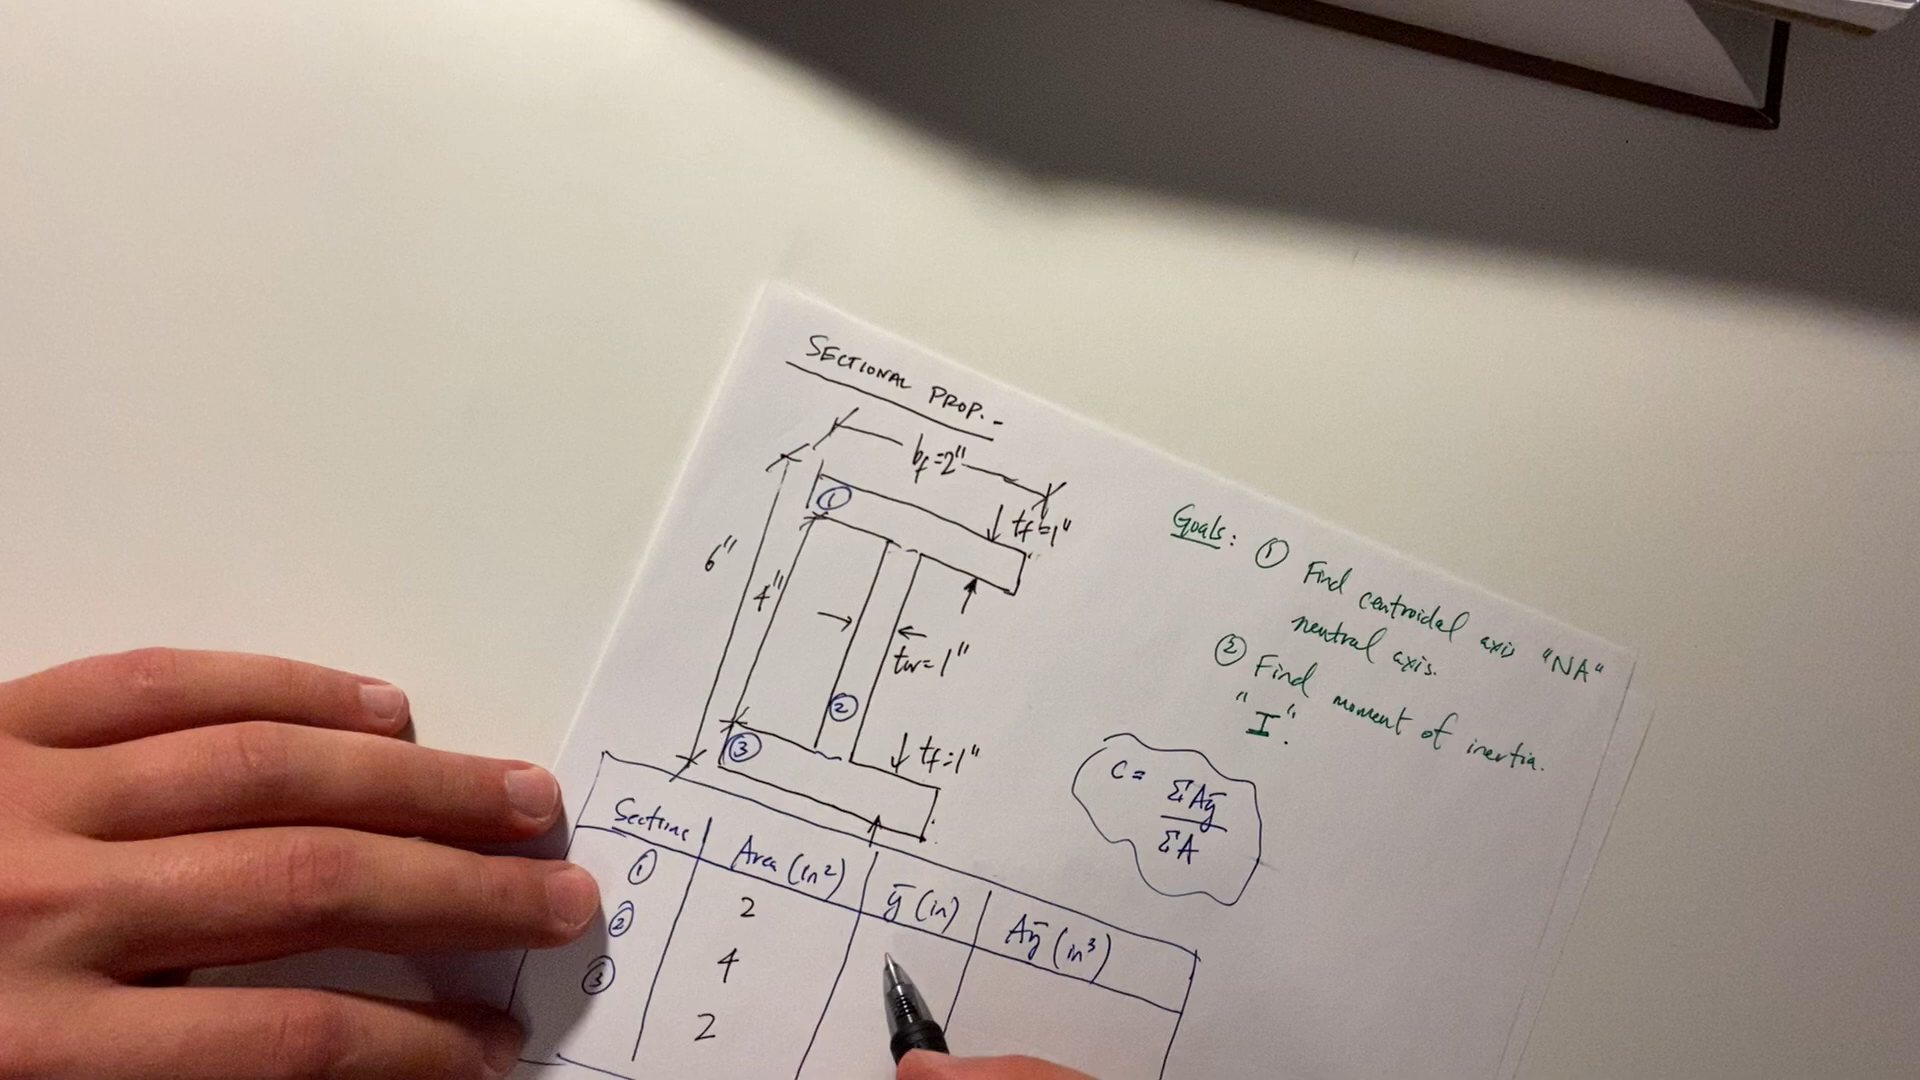 SECTIONAL PROP.-
bf=2"
①
tf=1"
6"
4"
tw=1"
②
③
tf=1"
Goals: ① Find centroidal axis "NA"
neutral axis.
② Find moment of inertia.
"I".
C = ΣAȳ
ΣA
Sections Area (in²) ȳ (in) Aȳ (in³)
① 2
② 4
③ 2